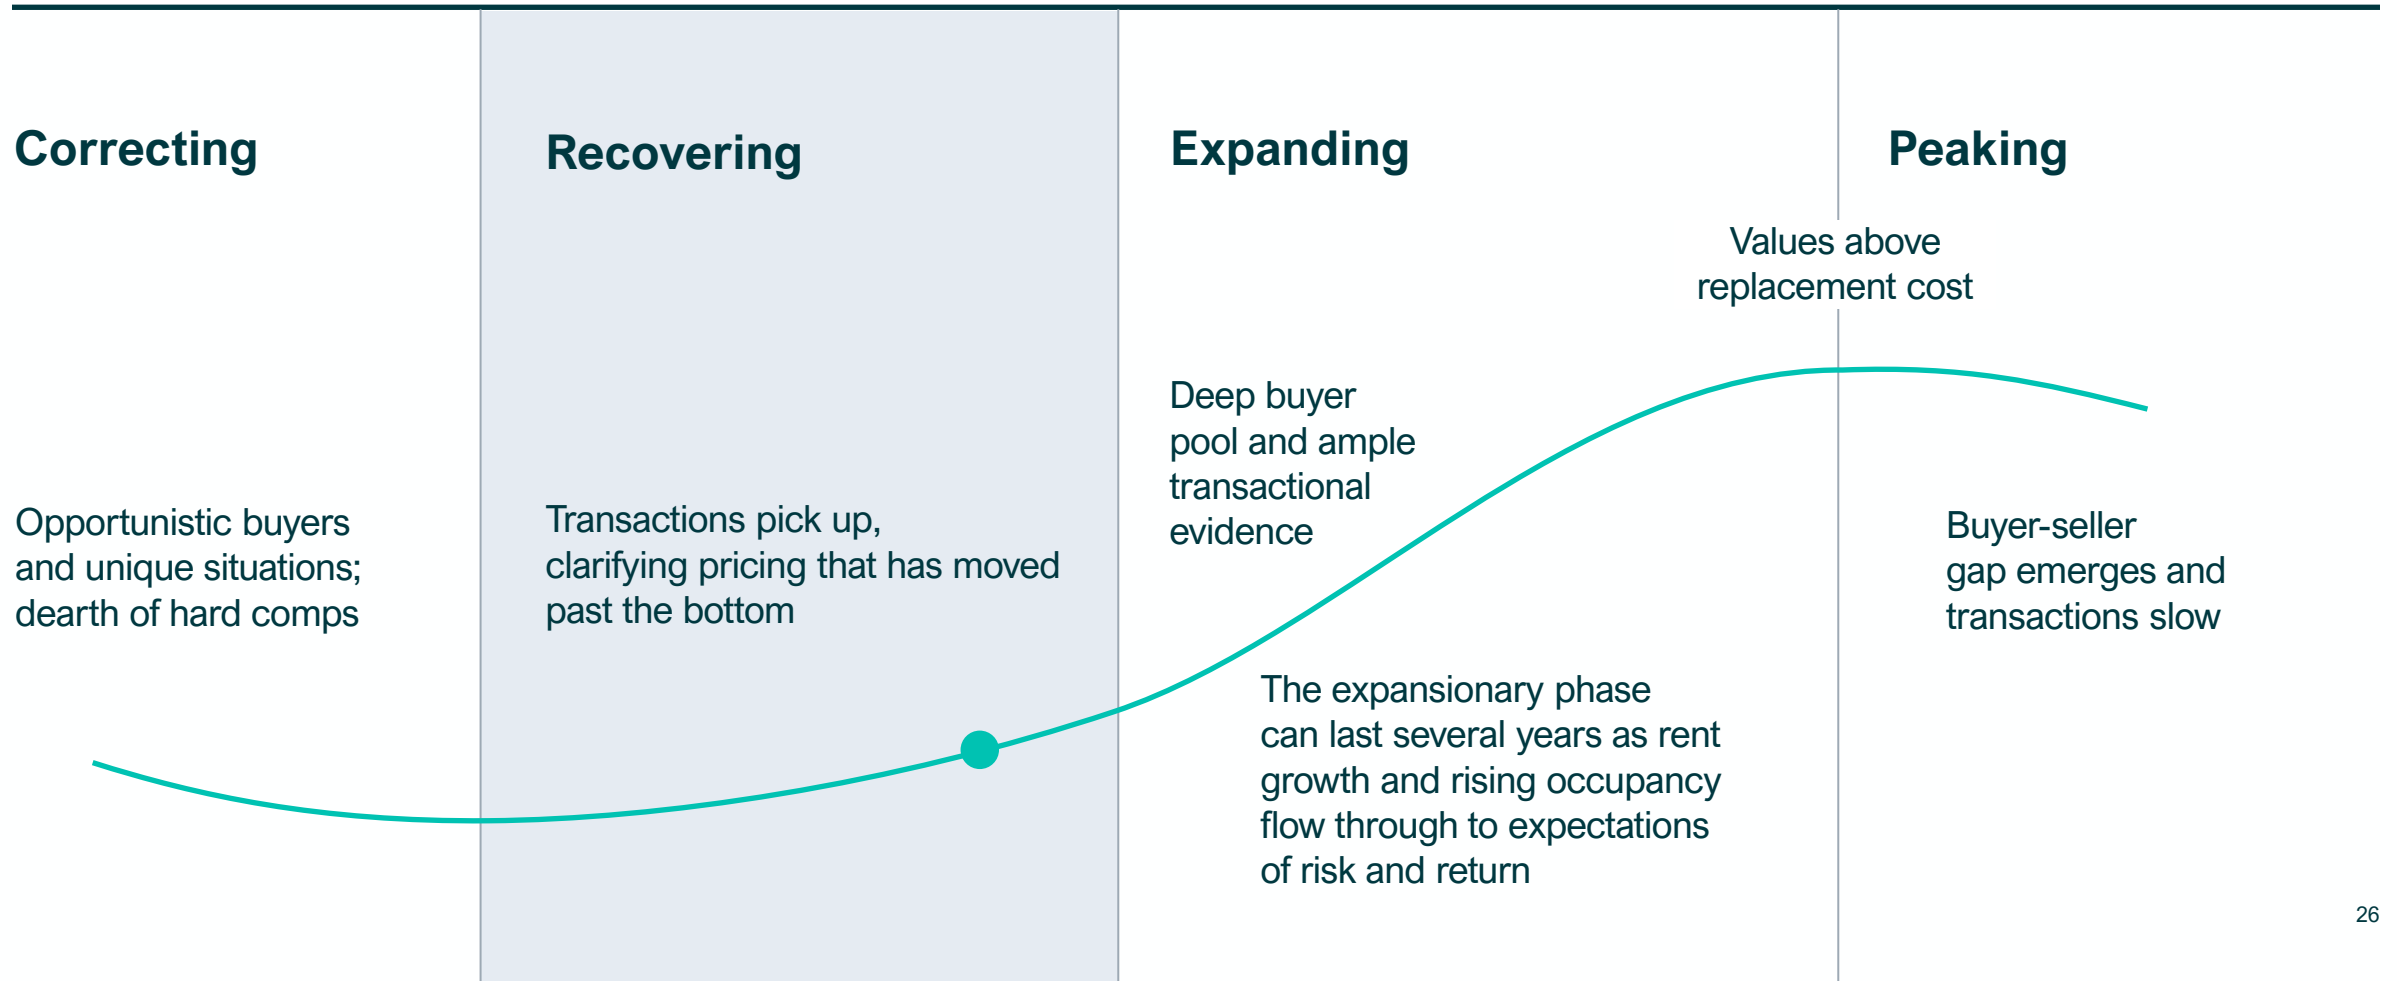 Correcting
Opportunistic buyers
and unique situations;
dearth of hard comps
Recovering
Transactions pick up,
clarifying pricing that has moved
past the bottom
Expanding
Deep buyer
pool and ample
transactional
evidence
The expansionary phase
can last several years as rent
growth and rising occupancy
flow through to expectations
of risk and return
Values above
replacement cost
Peaking
Buyer-seller
gap emerges and
transactions slow
26